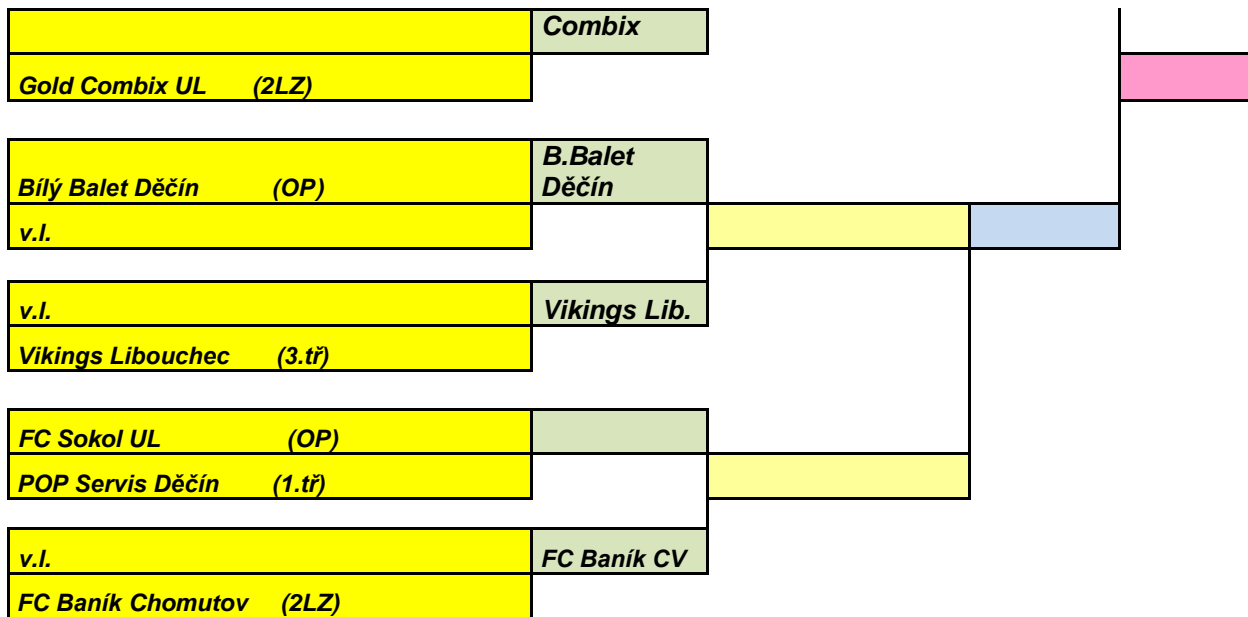 Combix
Gold Combix UL (2LZ)
B.Balet
Děčín
Bílý Balet Děčín (OP)
v.l.
v.l.
Vikings Lib.
Vikings Libouchec (3.tř)
FC Sokol UL (OP)
POP Servis Děčín (1.tř)
v.l.
FC Baník CV
FC Baník Chomutov (2LZ)